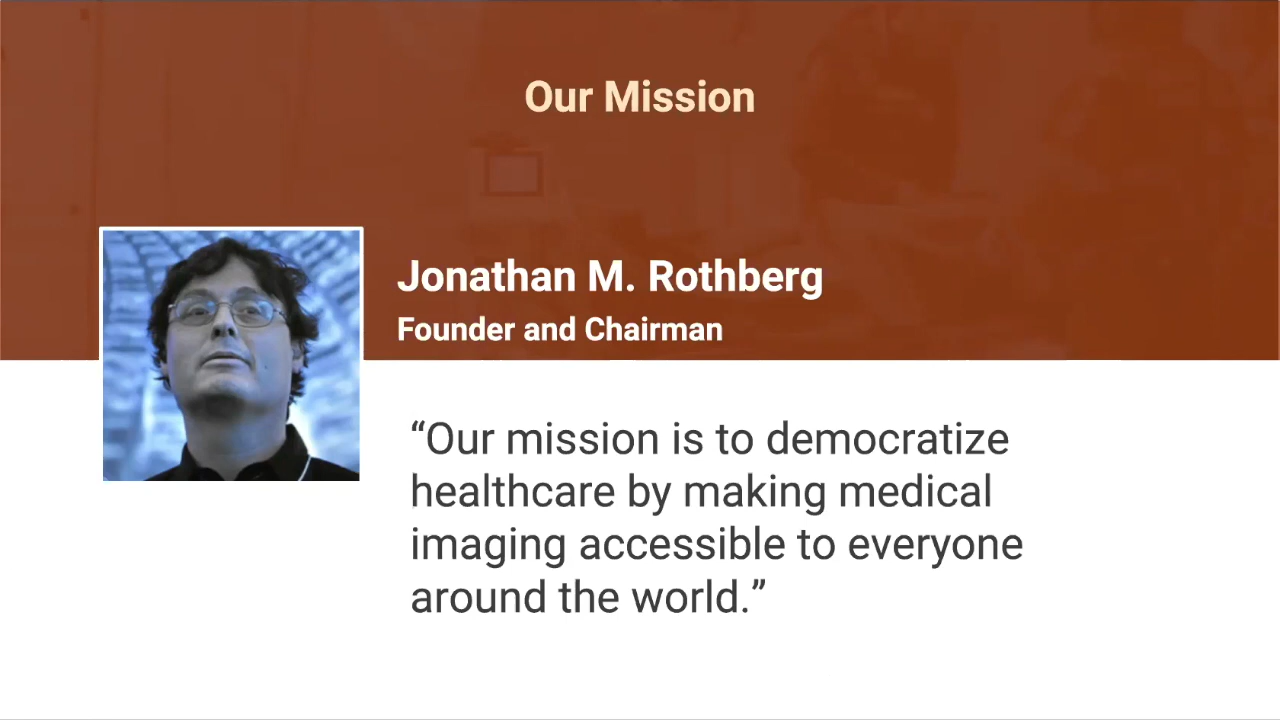 Our Mission
Jonathan M. Rothberg
Founder and Chairman
“Our mission is to democratize
healthcare by making medical
imaging accessible to everyone
around the world.”